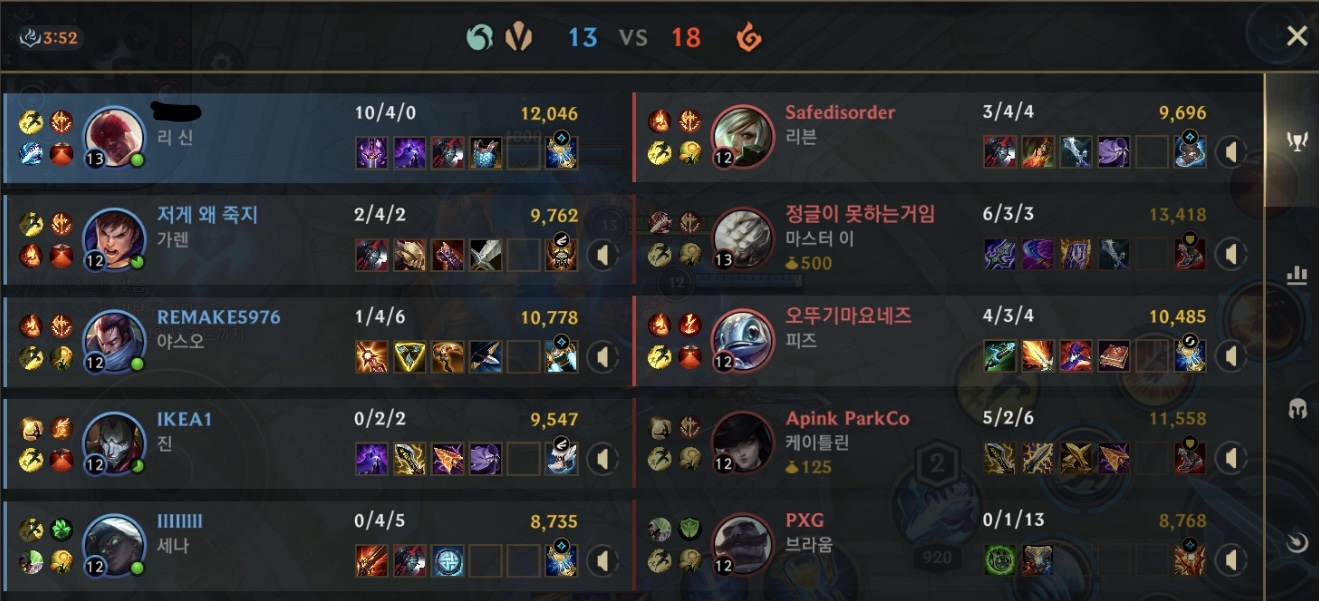 3:52
13 VS 18
10/4/0 12,046
리 신
13
Safedisorder 3/4/4 9,696
리븐
12
저게 왜 죽지 2/4/2 9,762
가렌
12
정글이 못하는거임 6/3/3 13,418
마스터 이
500
13
REMAKE5976 1/4/6 10,778
야스오
12
오뚜기마요네즈 4/3/4 10,485
피즈
12
IKEA1 0/2/2 9,547
진
12
Apink ParkCo 5/2/6 11,558
케이틀린
125
12
IIIIIIII 0/4/5 8,735
세나
12
PXG 0/1/13 8,768
브라움
12
1000
13
12
2
920